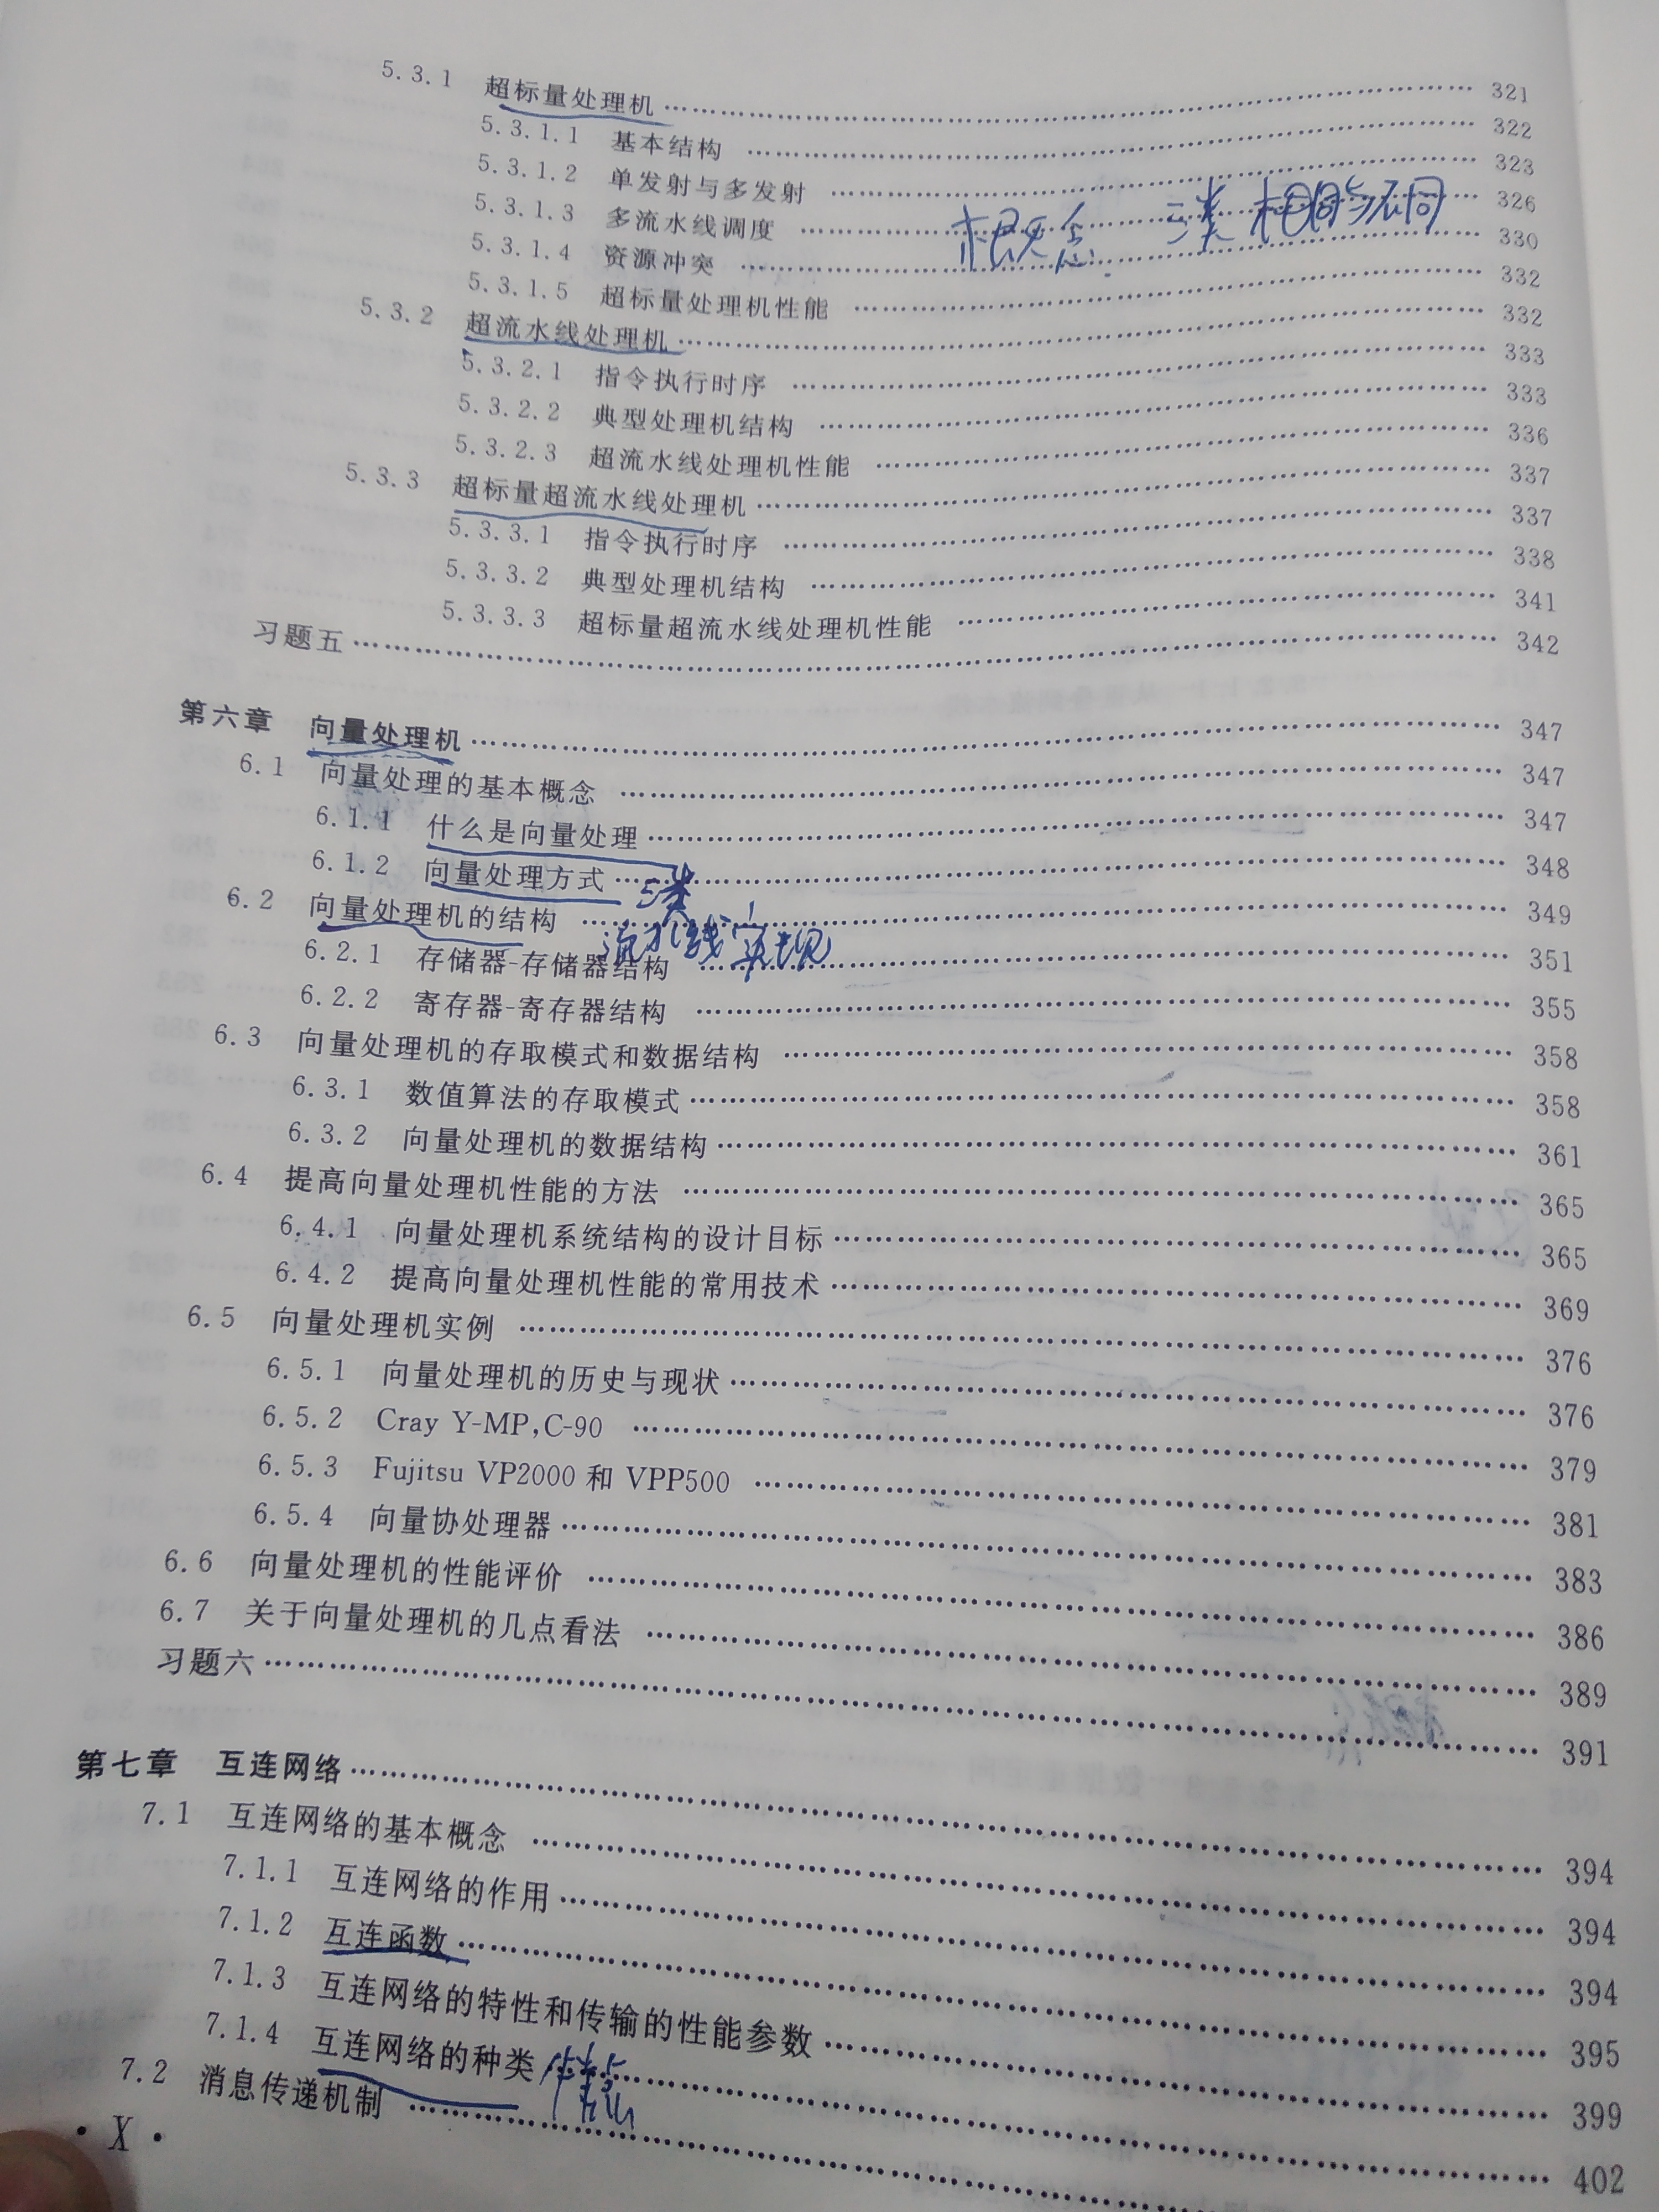 5.3.1 超标量处理机 …… 321
5.3.1.1 基本结构 …… 322
5.3.1.2 单发射与多发射 …… 323
5.3.1.3 多流水线调度 …… 326
概念 三类 相同与不同
5.3.1.4 资源冲突 …… 330
5.3.1.5 超标量处理机性能 …… 332
5.3.2 超流水线处理机 …… 332
5.3.2.1 指令执行时序 …… 333
5.3.2.2 典型处理机结构 …… 333
5.3.2.3 超流水线处理机性能 …… 336
5.3.3 超标量超流水线处理机 …… 337
5.3.3.1 指令执行时序 …… 337
5.3.3.2 典型处理机结构 …… 338
5.3.3.3 超标量超流水线处理机性能 …… 341
习题五 …… 342
第六章 向量处理机 …… 347
6.1 向量处理的基本概念 …… 347
6.1.1 什么是向量处理 …… 347
6.1.2 向量处理方式 …… 348
5类
6.2 向量处理机的结构 …… 349
流水线实现
6.2.1 存储器-存储器结构 …… 351
6.2.2 寄存器-寄存器结构 …… 355
6.3 向量处理机的存取模式和数据结构 …… 358
6.3.1 数值算法的存取模式 …… 358
6.3.2 向量处理机的数据结构 …… 361
6.4 提高向量处理机性能的方法 …… 365
6.4.1 向量处理机系统结构的设计目标 …… 365
6.4.2 提高向量处理机性能的常用技术 …… 369
6.5 向量处理机实例 …… 376
6.5.1 向量处理机的历史与现状 …… 376
6.5.2 Cray Y-MP,C-90 …… 379
6.5.3 Fujitsu VP2000 和 VPP500 …… 381
6.5.4 向量协处理器 …… 383
6.6 向量处理机的性能评价 …… 386
6.7 关于向量处理机的几点看法 …… 389
习题六 …… 391
第七章 互连网络 …… 394
7.1 互连网络的基本概念 …… 394
7.1.1 互连网络的作用 …… 394
7.1.2 互连函数 …… 395
7.1.3 互连网络的特性和传输的性能参数 …… 399
7.1.4 互连网络的种类 特点 …… 402
7.2 消息传递机制 ……
· X ·